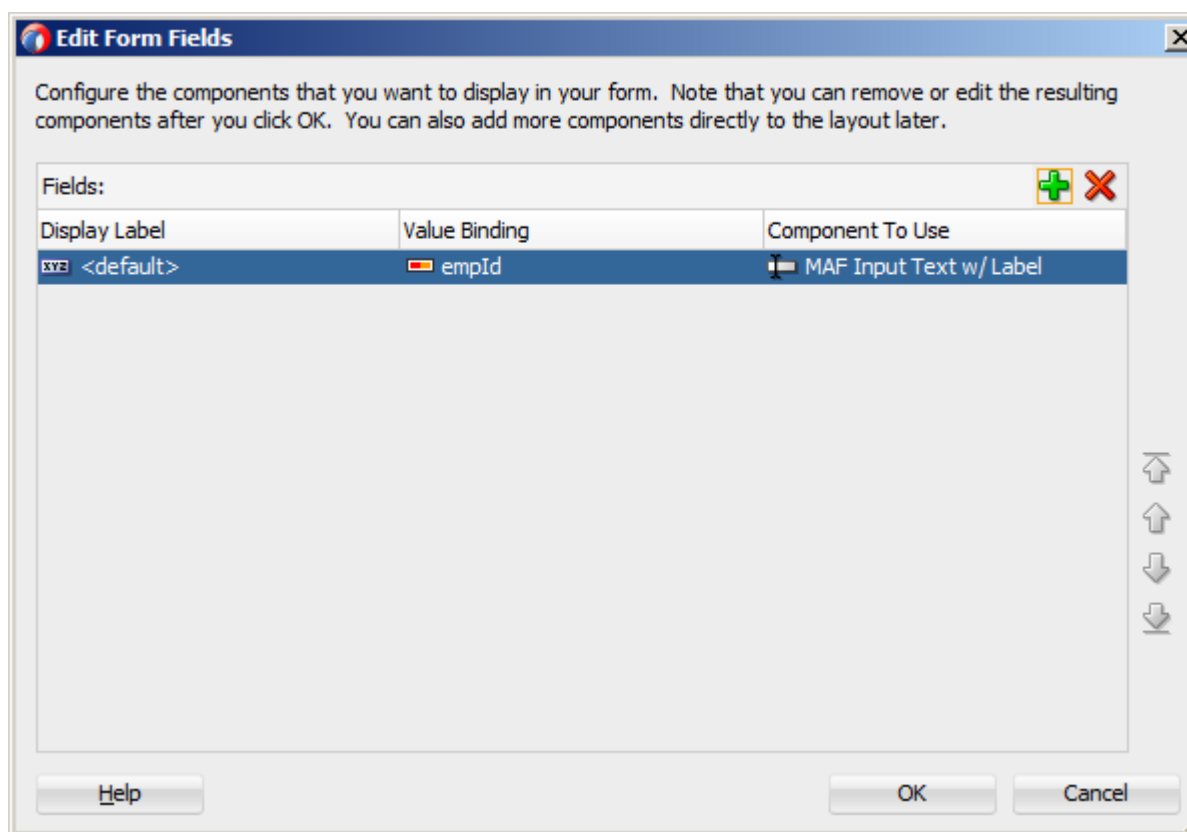 Edit Form Fields
Configure the components that you want to display in your form. Note that you can remove or edit the resulting
components after you click OK. You can also add more components directly to the layout later.
Fields:
Display Label Value Binding Component To Use
XYZ <default> empId MAF Input Text w/ Label
Help OK Cancel